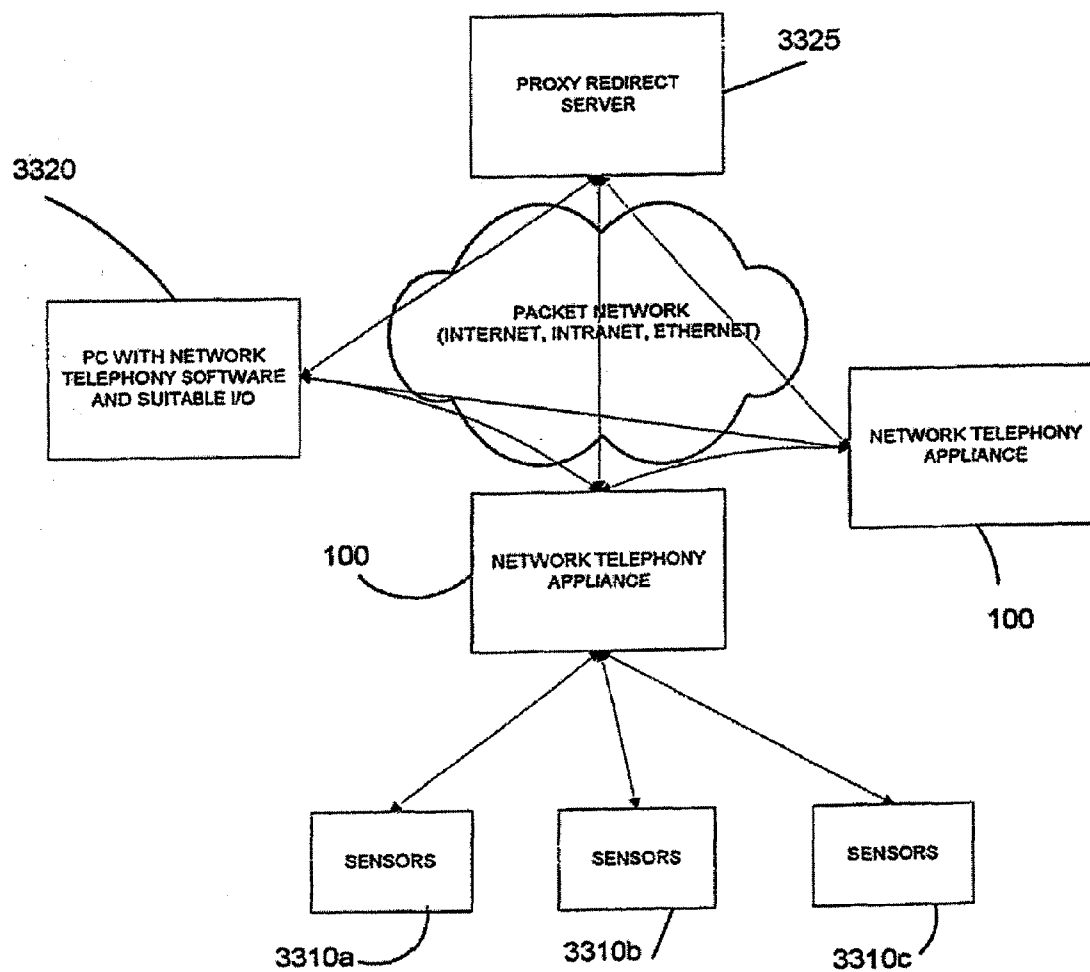 3325
PROXY REDIRECT
SERVER
3320
PACKET NETWORK
(INTERNET, INTRANET, ETHERNET)
PC WITH NETWORK
TELEPHONY SOFTWARE
AND SUITABLE I/O
NETWORK TELEPHONY
APPLIANCE
100
NETWORK TELEPHONY
APPLIANCE
100
SENSORS
SENSORS
SENSORS
3310a
3310b
3310c